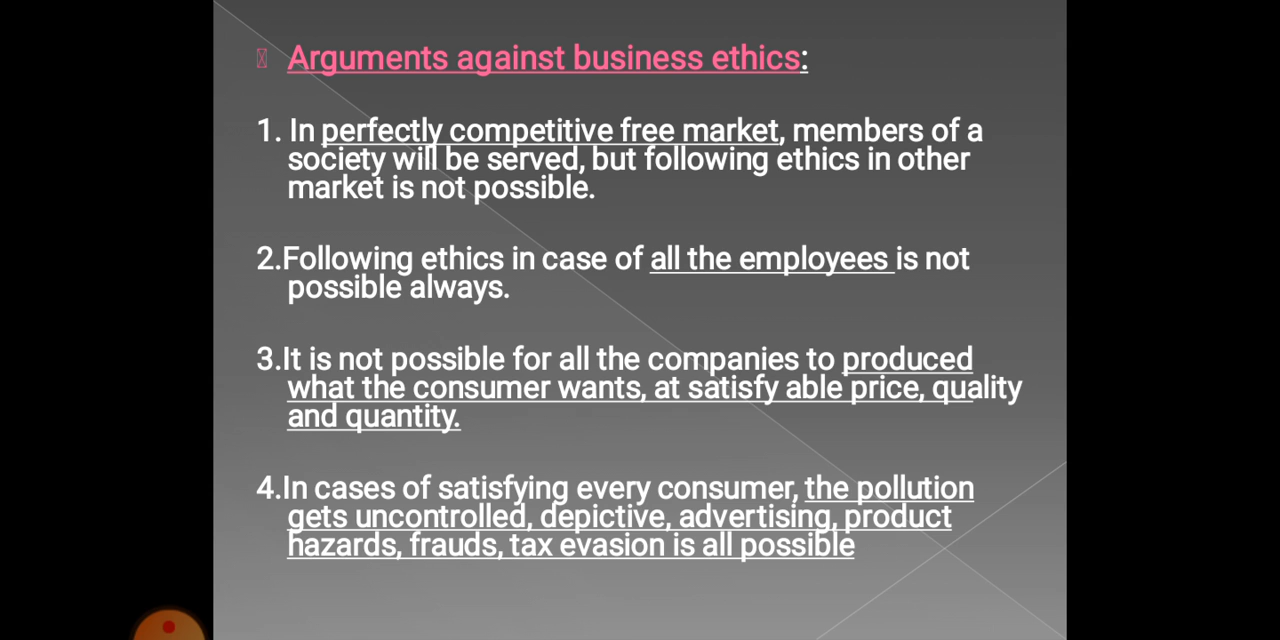 Arguments against business ethics:
1. In perfectly competitive free market, members of a
society will be served, but following ethics in other
market is not possible.
2.Following ethics in case of all the employees is not
possible always.
3.It is not possible for all the companies to produced
what the consumer wants, at satisfy able price, quality
and quantity.
4.In cases of satisfying every consumer, the pollution
gets uncontrolled, depictive, advertising, product
hazards, frauds, tax evasion is all possible